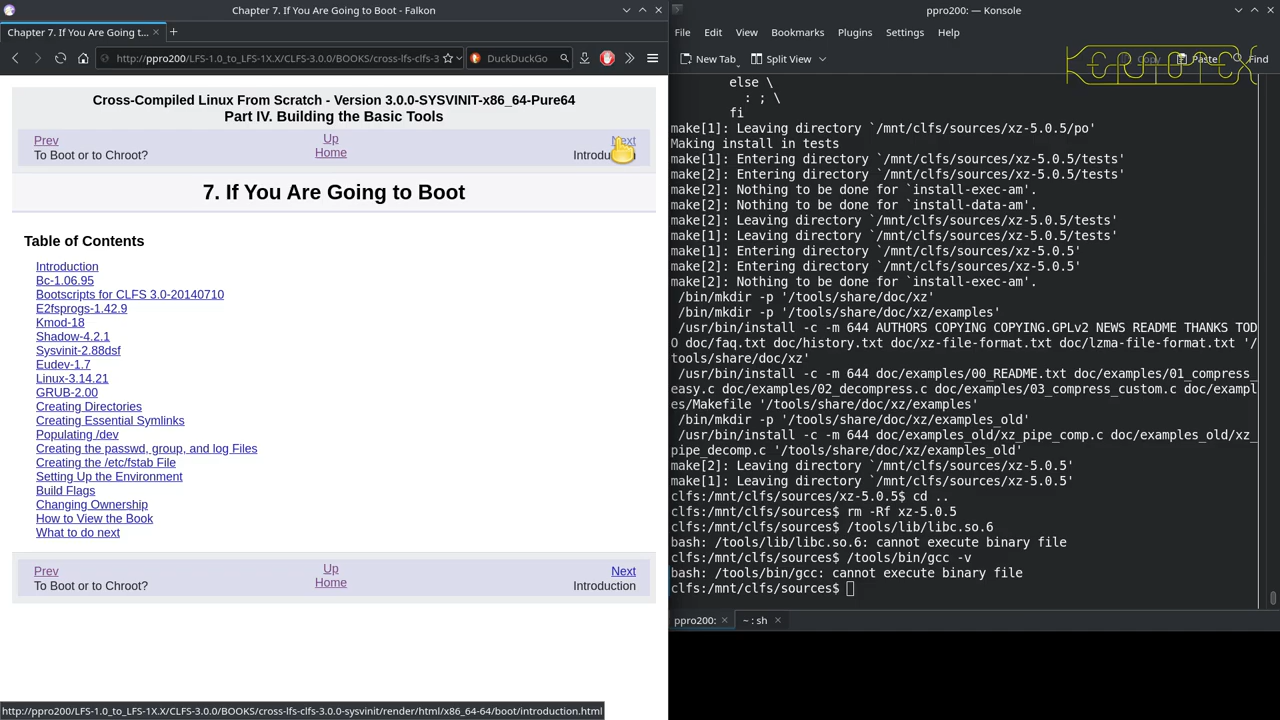 Chapter 7. If You Are Going to Boot - Falkon
Chapter 7. If You Are Going t...
http://ppro200/LFS-1.0_to_LFS-1X.X/CLFS-3.0.0/BOOKS/cross-lfs-clfs-3
DuckDuckGo
Cross-Compiled Linux From Scratch - Version 3.0.0-SYSVINIT-x86_64-Pure64
Part IV. Building the Basic Tools
Prev
Up
Next
To Boot or to Chroot?
Home
7. If You Are Going to Boot
Table of Contents
Introduction
Bc-1.06.95
Bootscripts for CLFS 3.0-20140710
E2fsprogs-1.42.9
Kmod-18
Shadow-4.2.1
Sysvinit-2.88dsf
Eudev-1.7
Linux-3.14.21
GRUB-2.00
Creating Directories
Creating Essential Symlinks
Populating /dev
Creating the passwd, group, and log Files
Creating the /etc/fstab File
Setting Up the Environment
Build Flags
Changing Ownership
How to View the Book
What to do next
Prev
Up
Next
To Boot or to Chroot?
Home
Introduction
http://ppro200/LFS-1.0_to_LFS-1X.X/CLFS-3.0.0/BOOKS/cross-lfs-clfs-3.0.0-sysvinit/render/html/x86_64-64/boot/introduction.html
ppro200 — Konsole
File Edit View Bookmarks Plugins Settings Help
New Tab
Split View
Copy
Paste
Find
else \
: ; \
fi
make[1]: Leaving directory `/mnt/clfs/sources/xz-5.0.5/po'
Making install in tests
make[1]: Entering directory `/mnt/clfs/sources/xz-5.0.5/tests'
make[2]: Entering directory `/mnt/clfs/sources/xz-5.0.5/tests'
make[2]: Nothing to be done for `install-exec-am'.
make[2]: Nothing to be done for `install-data-am'.
make[2]: Leaving directory `/mnt/clfs/sources/xz-5.0.5/tests'
make[1]: Leaving directory `/mnt/clfs/sources/xz-5.0.5/tests'
make[1]: Entering directory `/mnt/clfs/sources/xz-5.0.5'
make[2]: Entering directory `/mnt/clfs/sources/xz-5.0.5'
make[2]: Nothing to be done for `install-exec-am'.
/bin/mkdir -p '/tools/share/doc/xz'
/bin/mkdir -p '/tools/share/doc/xz/examples'
/usr/bin/install -c -m 644 AUTHORS COPYING COPYING.GPLv2 NEWS README THANKS TOD
O doc/faq.txt doc/history.txt doc/xz-file-format.txt doc/lzma-file-format.txt '/
tools/share/doc/xz'
/usr/bin/install -c -m 644 doc/examples/00_README.txt doc/examples/01_compress_
easy.c doc/examples/02_decompress.c doc/examples/03_compress_custom.c doc/exampl
es/Makefile '/tools/share/doc/xz/examples'
/bin/mkdir -p '/tools/share/doc/xz/examples_old'
/usr/bin/install -c -m 644 doc/examples_old/xz_pipe_comp.c doc/examples_old/xz_
pipe_decomp.c '/tools/share/doc/xz/examples_old'
make[2]: Leaving directory `/mnt/clfs/sources/xz-5.0.5'
make[1]: Leaving directory `/mnt/clfs/sources/xz-5.0.5'
clfs:/mnt/clfs/sources/xz-5.0.5$ cd ..
clfs:/mnt/clfs/sources$ rm -Rf xz-5.0.5
clfs:/mnt/clfs/sources$ /tools/lib/libc.so.6
bash: /tools/lib/libc.so.6: cannot execute binary file
clfs:/mnt/clfs/sources$ /tools/bin/gcc -v
bash: /tools/bin/gcc: cannot execute binary file
clfs:/mnt/clfs/sources$
ppro200:
~ : sh